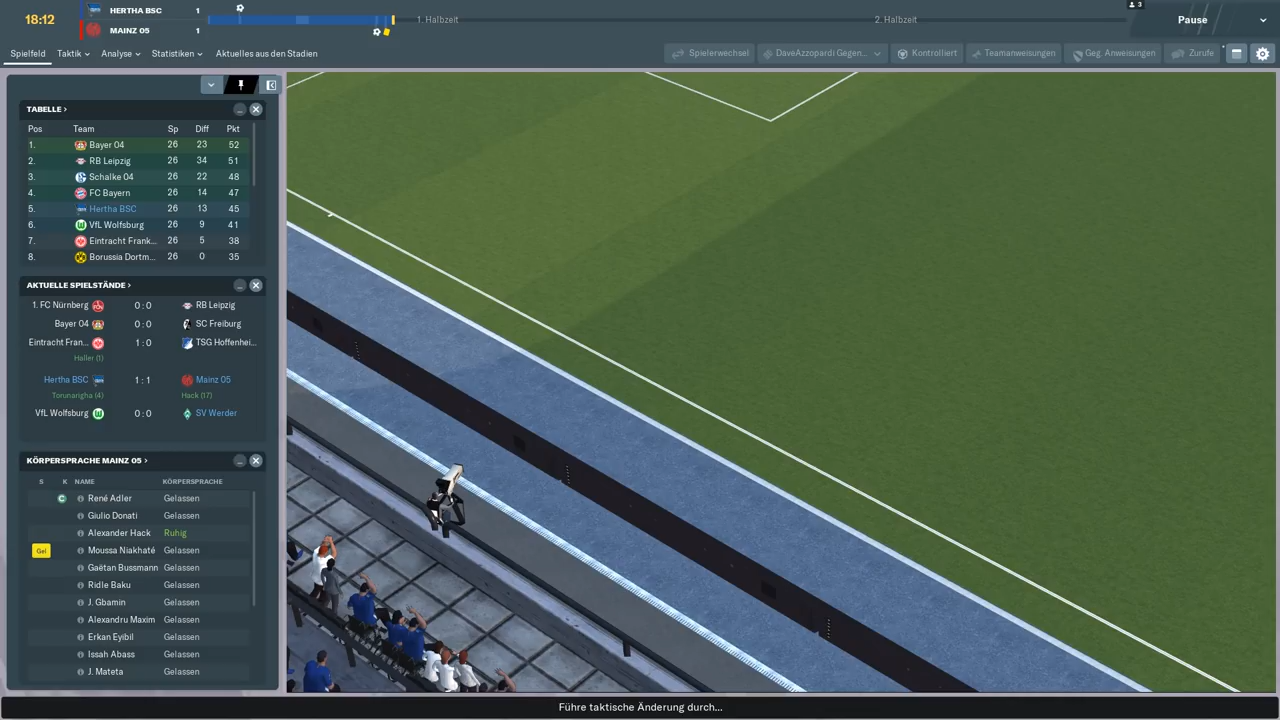 18:12
HERTHA BSC 1
MAINZ 05 1
1. Halbzeit
2. Halbzeit
3
Pause
Spielfeld Taktik Analyse Statistiken Aktuelles aus den Stadien
Spielerwechsel DaveAzzopardi Gegen... Kontrolliert Teamanweisungen Geg. Anweisungen Zurufe
TABELLE
Pos Team Sp Diff Pkt
1. Bayer 04 26 23 52
2. RB Leipzig 26 34 51
3. Schalke 04 26 22 48
4. FC Bayern 26 14 47
5. Hertha BSC 26 13 45
6. VfL Wolfsburg 26 9 41
7. Eintracht Frank... 26 5 38
8. Borussia Dortm... 26 0 35
AKTUELLE SPIELSTÄNDE
1. FC Nürnberg 0 : 0 RB Leipzig
Bayer 04 0 : 0 SC Freiburg
Eintracht Fran... 1 : 0 TSG Hoffenhei...
Haller (1)
Hertha BSC 1 : 1 Mainz 05
Torunarigha (4) Hack (17)
VfL Wolfsburg 0 : 0 SV Werder
KÖRPERSPRACHE MAINZ 05
S K NAME KÖRPERSPRACHE
C René Adler Gelassen
Giulio Donati Gelassen
Alexander Hack Ruhig
Gel Moussa Niakhaté Gelassen
Gaëtan Bussmann Gelassen
Ridle Baku Gelassen
J. Gbamin Gelassen
Alexandru Maxim Gelassen
Erkan Eyibil Gelassen
Issah Abass Gelassen
J. Mateta Gelassen
Führe taktische Änderung durch...